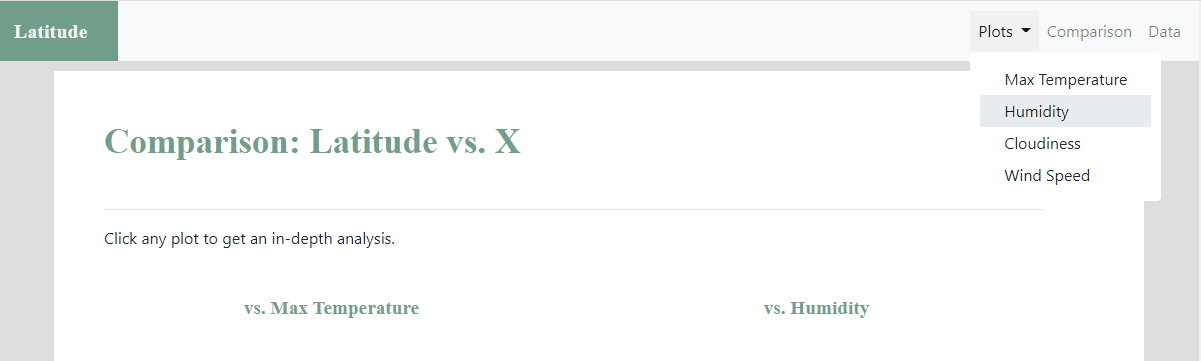 Latitude
Plots Comparison Data
Max Temperature
Humidity
Cloudiness
Wind Speed
Comparison: Latitude vs. X
Click any plot to get an in-depth analysis.
vs. Max Temperature
vs. Humidity